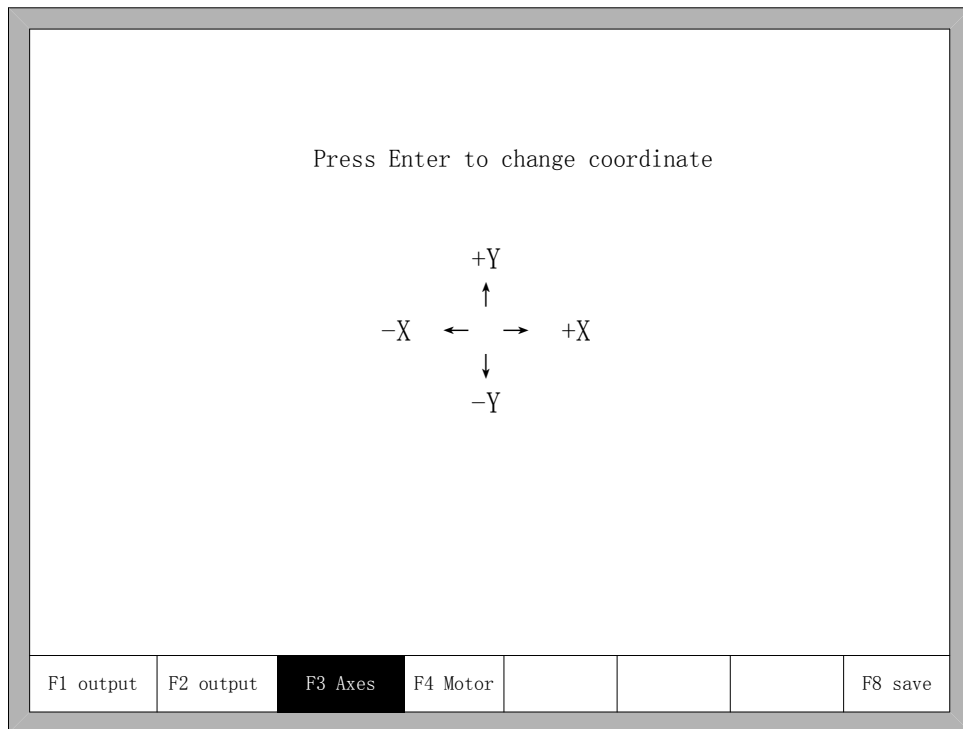 Press Enter to change coordinate
+Y
-X ← → +X
-Y
F1 output F2 output F3 Axes F4 Motor F8 save